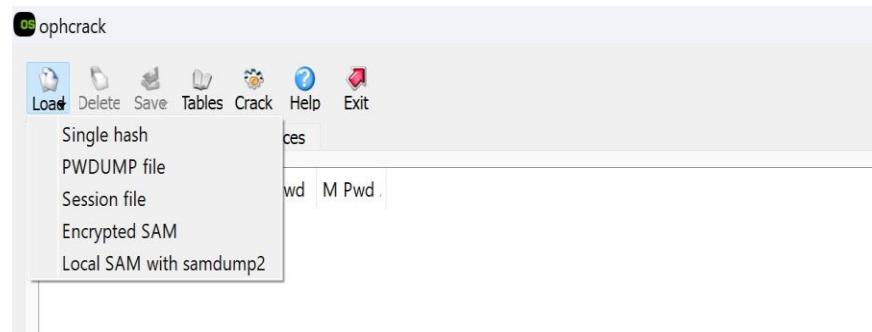 OS ophcrack
Load Delete Save Tables Crack Help Exit
Single hash
ces
PWDUMP file
wd M Pwd
Session file
Encrypted SAM
Local SAM with samdump2